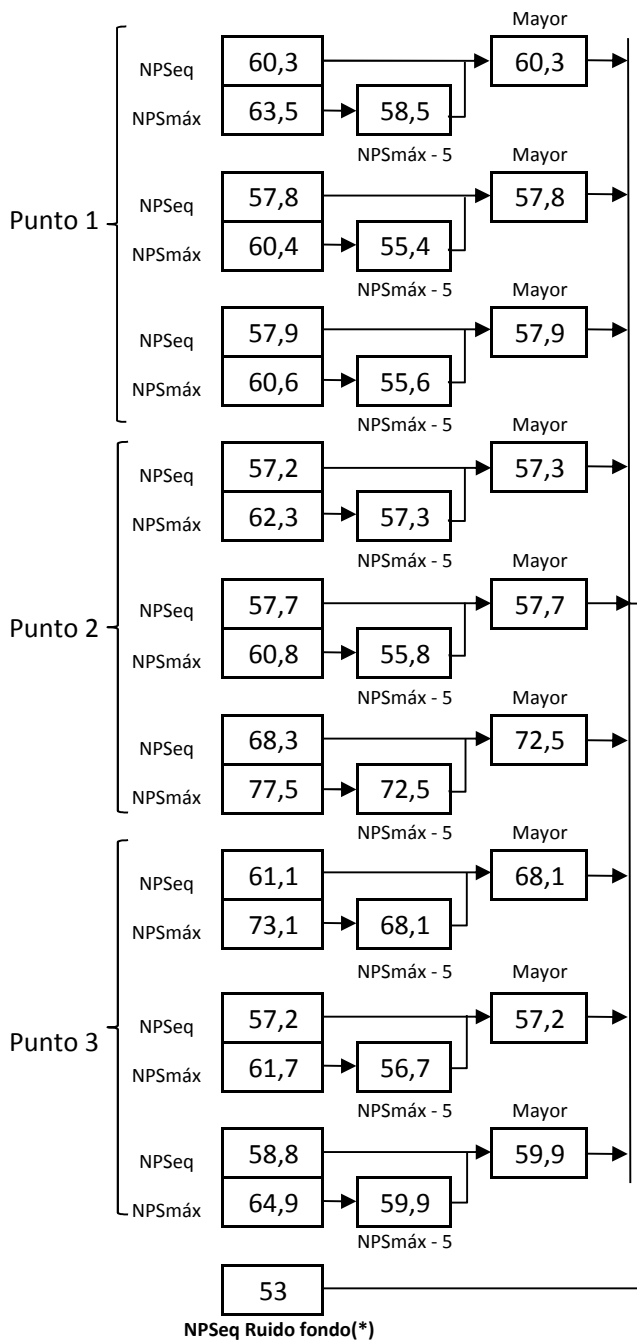 Mayor
NPSeq 60,3 60,3
NPSmáx 63,5 58,5
NPSmáx - 5
Mayor
NPSeq 57,8 57,8
Punto 1
NPSmáx 60,4 55,4
NPSmáx - 5
Mayor
NPSeq 57,9 57,9
NPSmáx 60,6 55,6
NPSmáx - 5
Mayor
NPSeq 57,2 57,3
NPSmáx 62,3 57,3
NPSmáx - 5
Mayor
NPSeq 57,7 57,7
Punto 2
NPSmáx 60,8 55,8
NPSmáx - 5
Mayor
NPSeq 68,3 72,5
NPSmáx 77,5 72,5
NPSmáx - 5
Mayor
NPSeq 61,1 68,1
NPSmáx 73,1 68,1
NPSmáx - 5
Mayor
NPSeq 57,2 57,2
Punto 3
NPSmáx 61,7 56,7
NPSmáx - 5
Mayor
NPSeq 58,8 59,9
NPSmáx 64,9 59,9
NPSmáx - 5
53
NPSeq Ruido fondo(*)